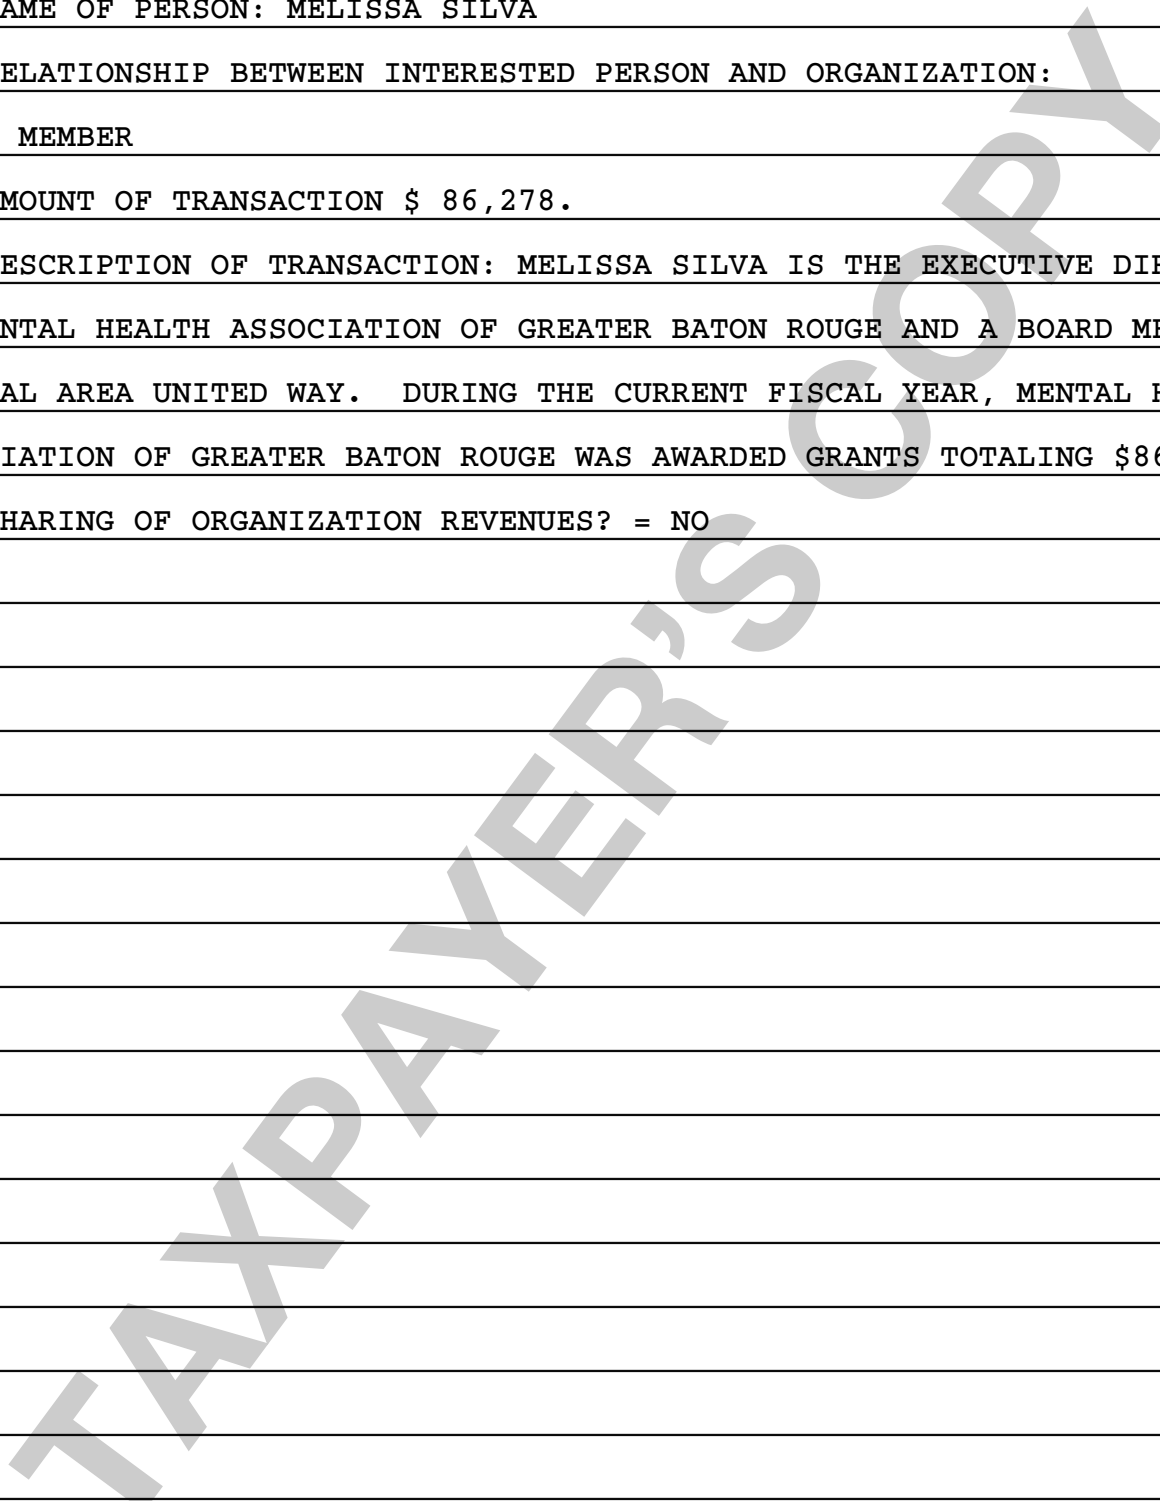 AME OF PERSON: MELISSA SILVA
ELATIONSHIP BETWEEN INTERESTED PERSON AND ORGANIZATION:
MEMBER
MOUNT OF TRANSACTION $ 86,278.
ESCRIPTION OF TRANSACTION: MELISSA SILVA IS THE EXECUTIVE DI
NTAL HEALTH ASSOCIATION OF GREATER BATON ROUGE AND A BOARD M
AL AREA UNITED WAY. DURING THE CURRENT FISCAL YEAR, MENTAL
IATION OF GREATER BATON ROUGE WAS AWARDED GRANTS TOTALING $86
HARING OF ORGANIZATION REVENUES? = NO
TAXPAYER'S COPY